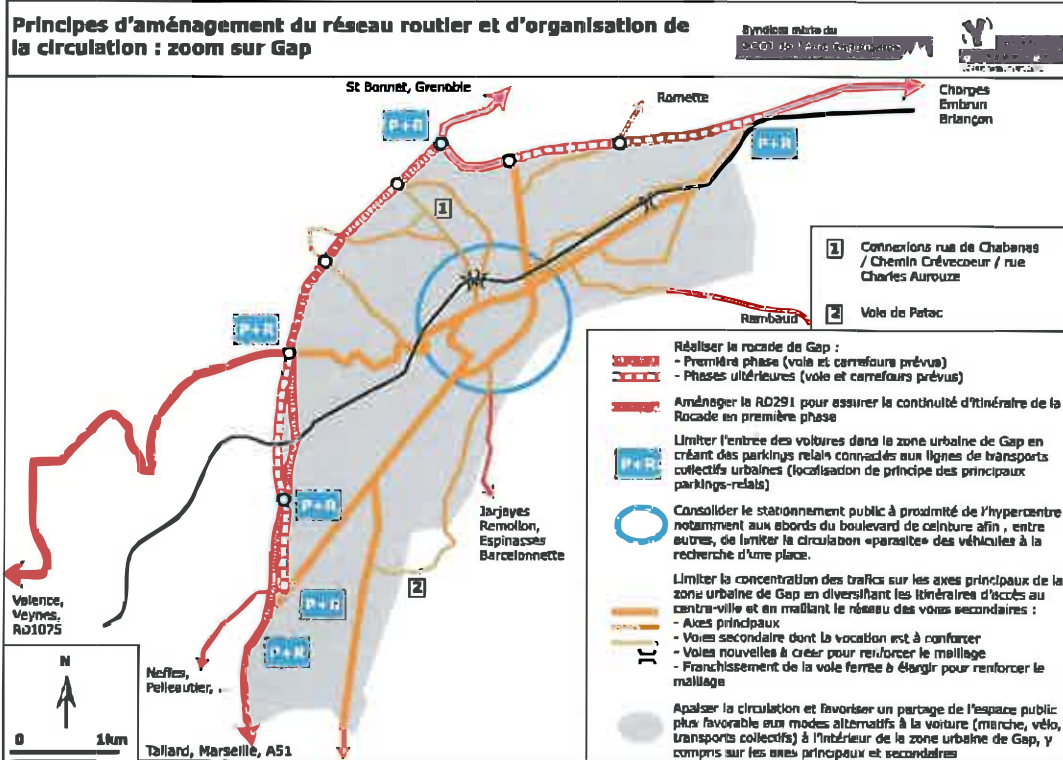 Principes d'aménagement du réseau routier et d'organisation de
la circulation : zoom sur Gap
Syndicat mixte du
SCOT de l'Aire Gapençaise
St Bonnet, Grenoble
Romette
Chorges
Embrun
Briançon
P+R
P+R
1
P+R
Rambaud
1 Connexions rue de Chabanas
/ Chemin Crévecoeur / rue
Charles Aurouze
2 Voie de Patac
P+R
Jarjayes
Remollon,
Espinasses
Barcelonnette
2
P+R
P+R
Valence,
Veynes,
RD1075
Neffes,
Pelleautier, .
Tallard, Marseille, A51
N
0 1km
Réaliser la rocade de Gap :
- Première phase (voie et carrefours prévus)
- Phases ultérieures (voie et carrefours prévus)
Aménager la RD291 pour assurer la continuité d'itinéraire de la
Rocade en première phase
P+R
Limiter l'entrée des voitures dans la zone urbaine de Gap en
créant des parkings relais connectés aux lignes de transports
collectifs urbaines (localisation de principe des principaux
parkings-relais)
Consolider le stationnement public à proximité de l'hypercentre
notamment aux abords du boulevard de ceinture afin , entre
autres, de limiter la circulation «parasite» des véhicules à la
recherche d'une place.
Limiter la concentration des trafics sur les axes principaux de la
zone urbaine de Gap en diversifiant les itinéraires d'accès au
centre-ville et en maillant le réseau des voies secondaires :
- Axes principaux
- Voies secondaire dont la vocation est à conforter
- Voies nouvelles à créer pour renforcer le maillage
- Franchissement de la voie ferrée à élargir pour renforcer le
maillage
Apaiser la circulation et favoriser un partage de l'espace public
plus favorable aux modes alternatifs à la voiture (marche, vélo,
transports collectifs) à l'intérieur de la zone urbaine de Gap, y
compris sur les axes principaux et secondaires